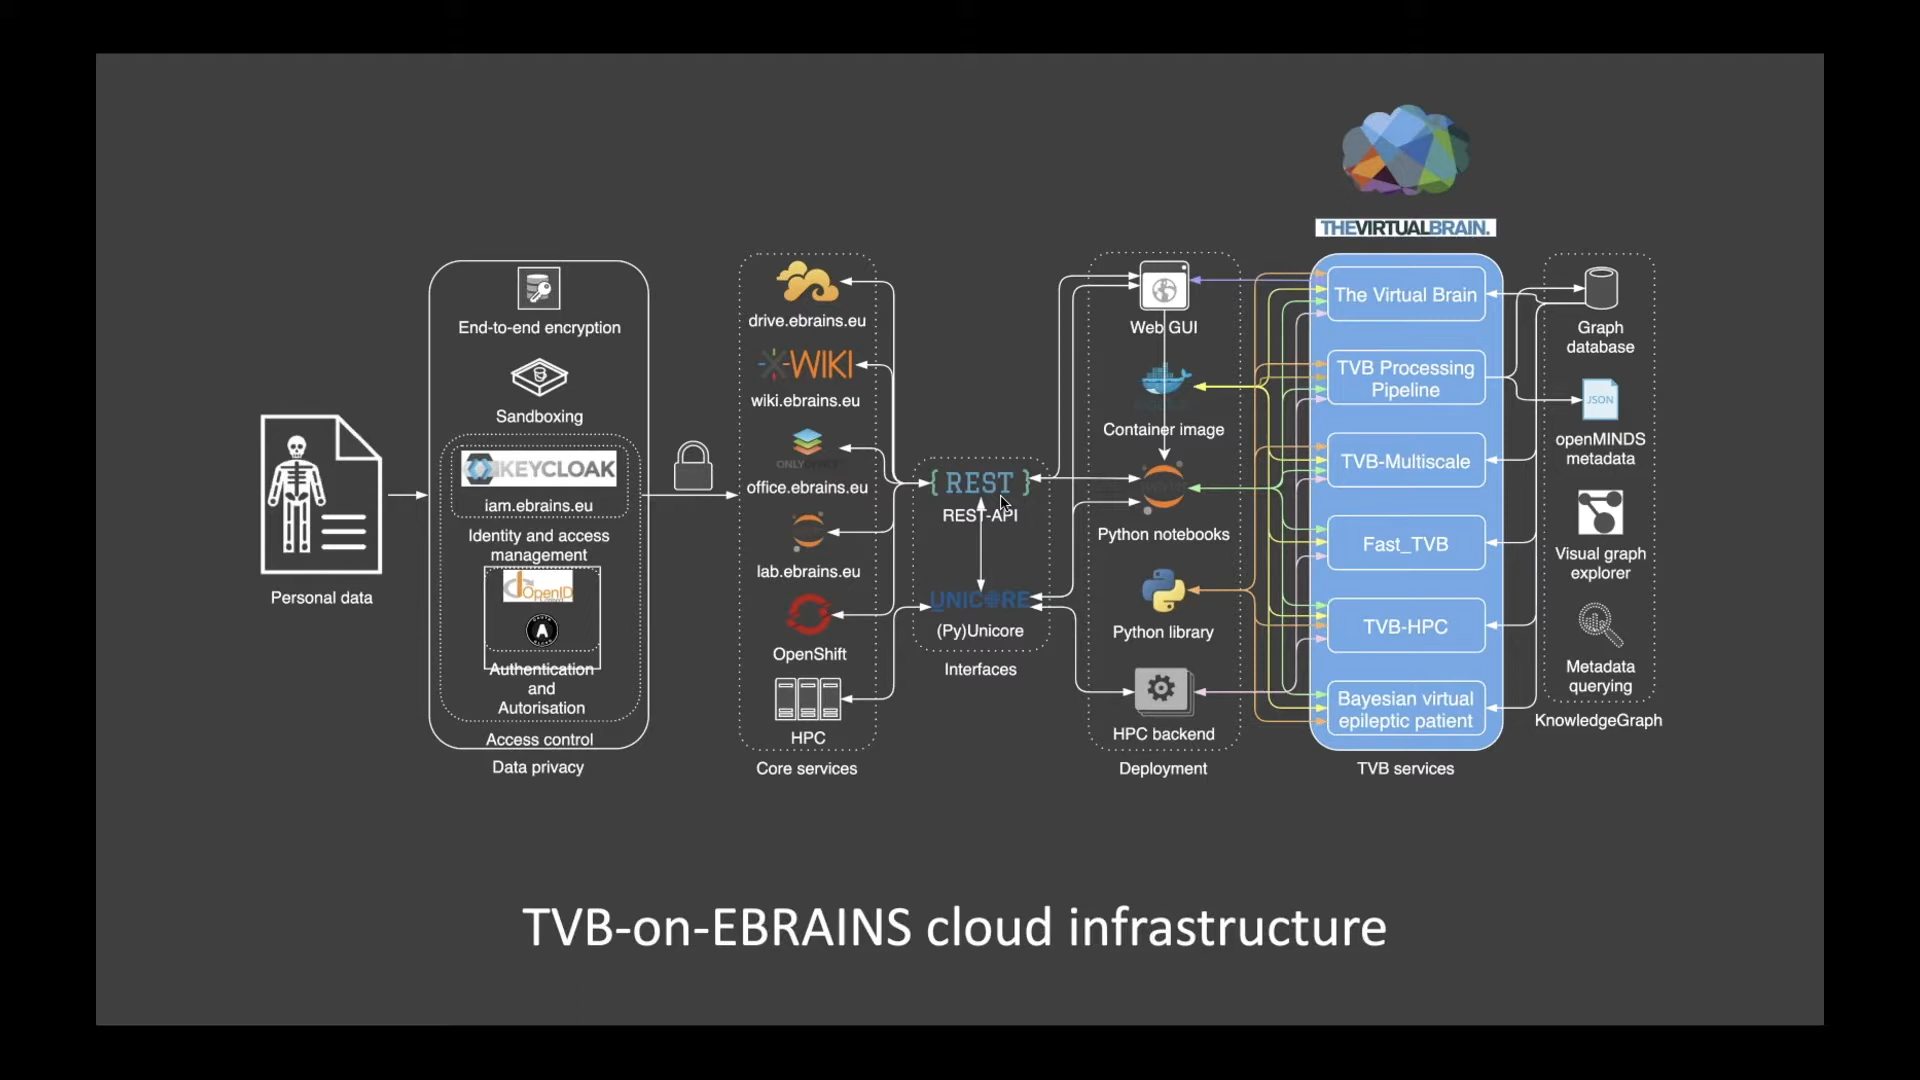 THEVIRTUALBRAIN.
End-to-end encryption
Sandboxing
KEYCLOAK
iam.ebrains.eu
Identity and access
management
OpenID
A
Authentication
and
Autorisation
Access control
Data privacy
Personal data
drive.ebrains.eu
XWIKI
wiki.ebrains.eu
office.ebrains.eu
lab.ebrains.eu
OpenShift
HPC
Core services
{ REST }
REST-API
UNICORE
(Py)Unicore
Interfaces
Web GUI
Container image
Python notebooks
Python library
HPC backend
Deployment
The Virtual Brain
TVB Processing
Pipeline
TVB-Multiscale
Fast_TVB
TVB-HPC
Bayesian virtual
epileptic patient
TVB services
Graph
database
JSON
openMINDS
metadata
Visual graph
explorer
Metadata
querying
KnowledgeGraph
TVB-on-EBRAINS cloud infrastructure